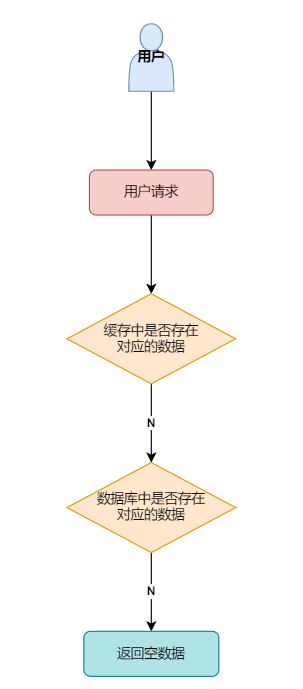 用户
用户请求
缓存中是否存在
对应的数据
N
数据库中是否存在
对应的数据
N
返回空数据